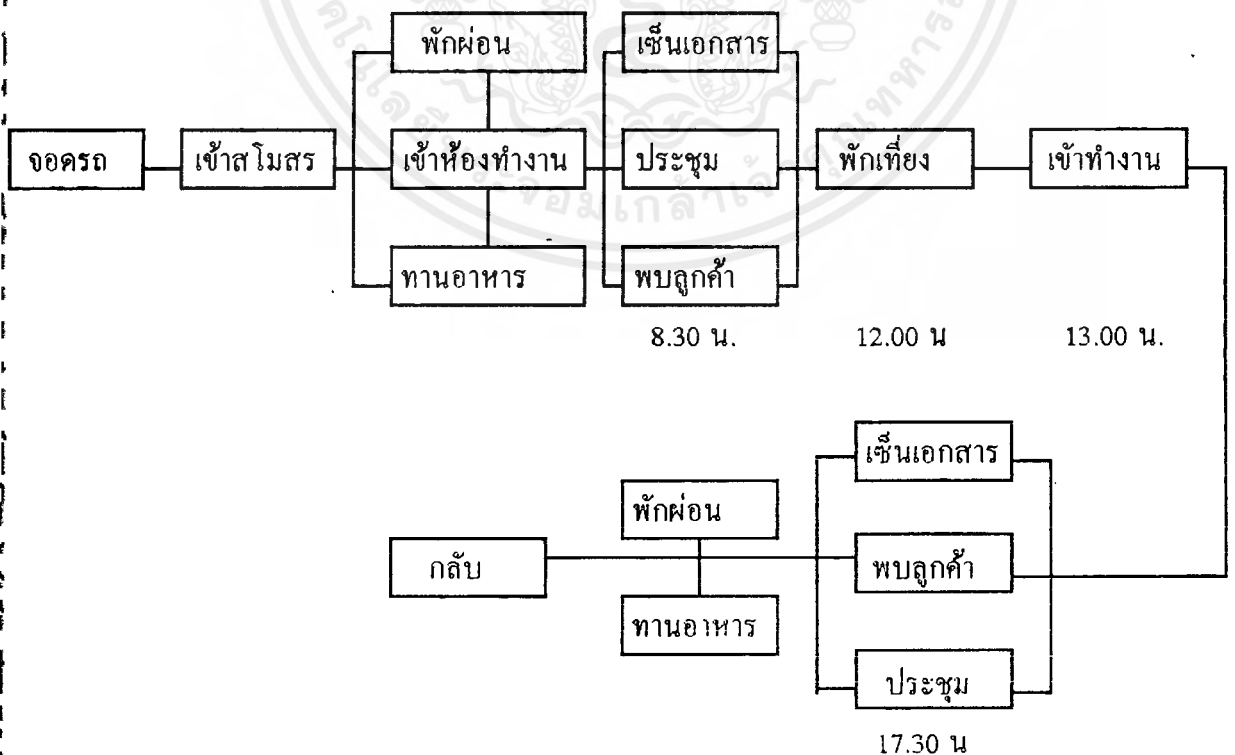 พักผ่อน
เซ็นเอกสาร
จอดรถ
เข้าสโมสร
เข้าห้องทำงาน
ประชุม
พักเที่ยง
เข้าทำงาน
ทานอาหาร
พบลูกค้า
8.30 น.
12.00 น
13.00 น.
เซ็นเอกสาร
พักผ่อน
กลับ
พบลูกค้า
ทานอาหาร
ประชุม
17.30 น